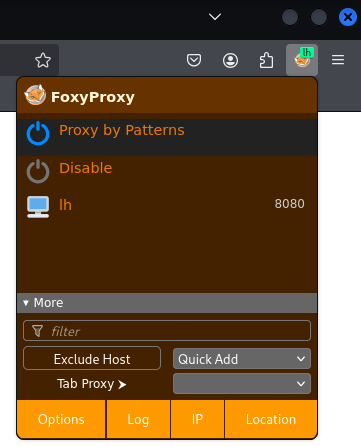 lh
FoxyProxy
Proxy by Patterns
Disable
lh 8080
▾ More
filter
Exclude Host Quick Add
Tab Proxy ➤
Options Log IP Location